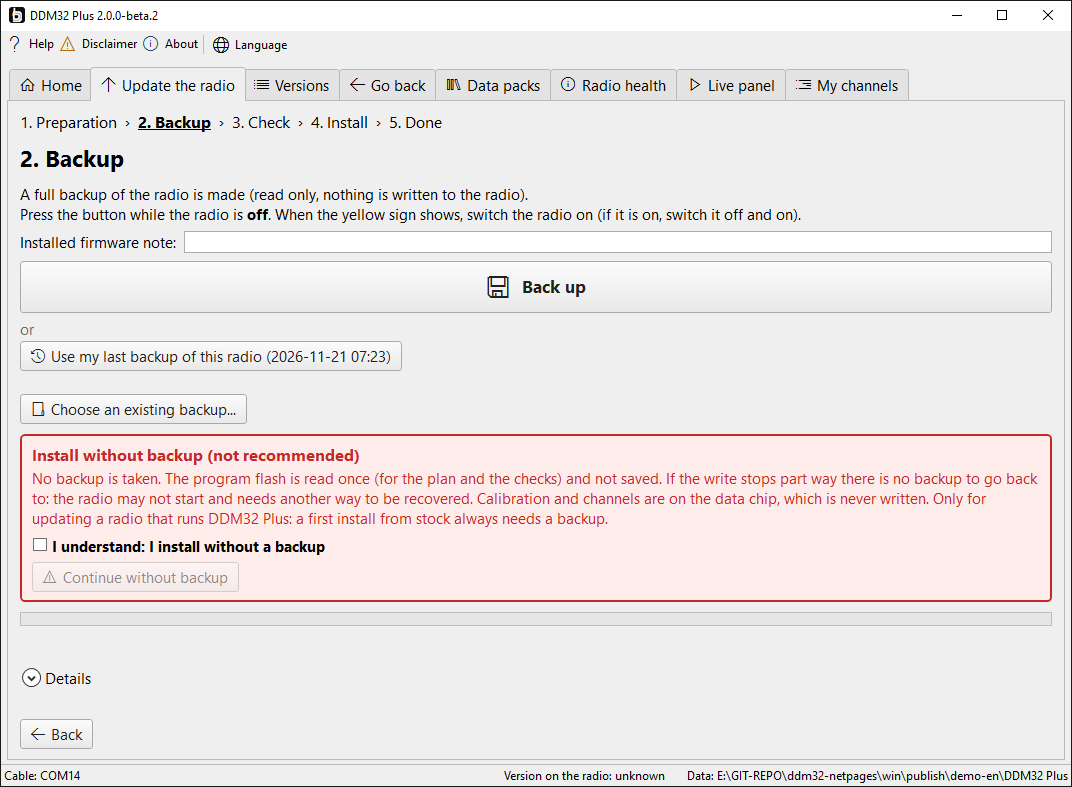 DDM32 Plus 2.0.0-beta.2
Help Disclaimer About Language
Home Update the radio Versions Go back Data packs Radio health Live panel My channels
1. Preparation › 2. Backup › 3. Check › 4. Install › 5. Done
2. Backup
A full backup of the radio is made (read only, nothing is written to the radio).
Press the button while the radio is off. When the yellow sign shows, switch the radio on (if it is on, switch it off and on).
Installed firmware note:
Back up
or
Use my last backup of this radio (2026-11-21 07:23)
Choose an existing backup...
Install without backup (not recommended)
No backup is taken. The program flash is read once (for the plan and the checks) and not saved. If the write stops part way there is no backup to go back
to: the radio may not start and needs another way to be recovered. Calibration and channels are on the data chip, which is never written. Only for
updating a radio that runs DDM32 Plus: a first install from stock always needs a backup.
I understand: I install without a backup
Continue without backup
Details
Back
Cable: COM14 Version on the radio: unknown Data: E:\GIT-REPO\ddm32-netpages\win\publish\demo-en\DDM32 Plus